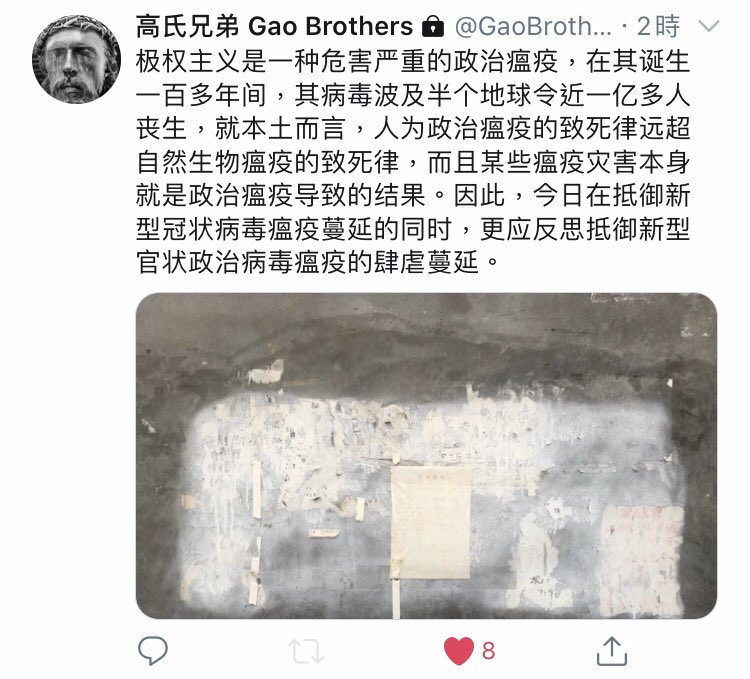 高氏兄弟 Gao Brothers 🔒 @GaoBroth... · 2時
极权主义是一种危害严重的政治瘟疫，在其诞生
一百多年间，其病毒波及半个地球令近一亿多人
丧生，就本土而言，人为政治瘟疫的致死律远超
自然生物瘟疫的致死律，而且某些瘟疫灾害本身
就是政治瘟疫导致的结果。因此，今日在抵御新
型冠状病毒瘟疫蔓延的同时，更应反思抵御新型
官状政治病毒瘟疫的肆虐蔓延。
8